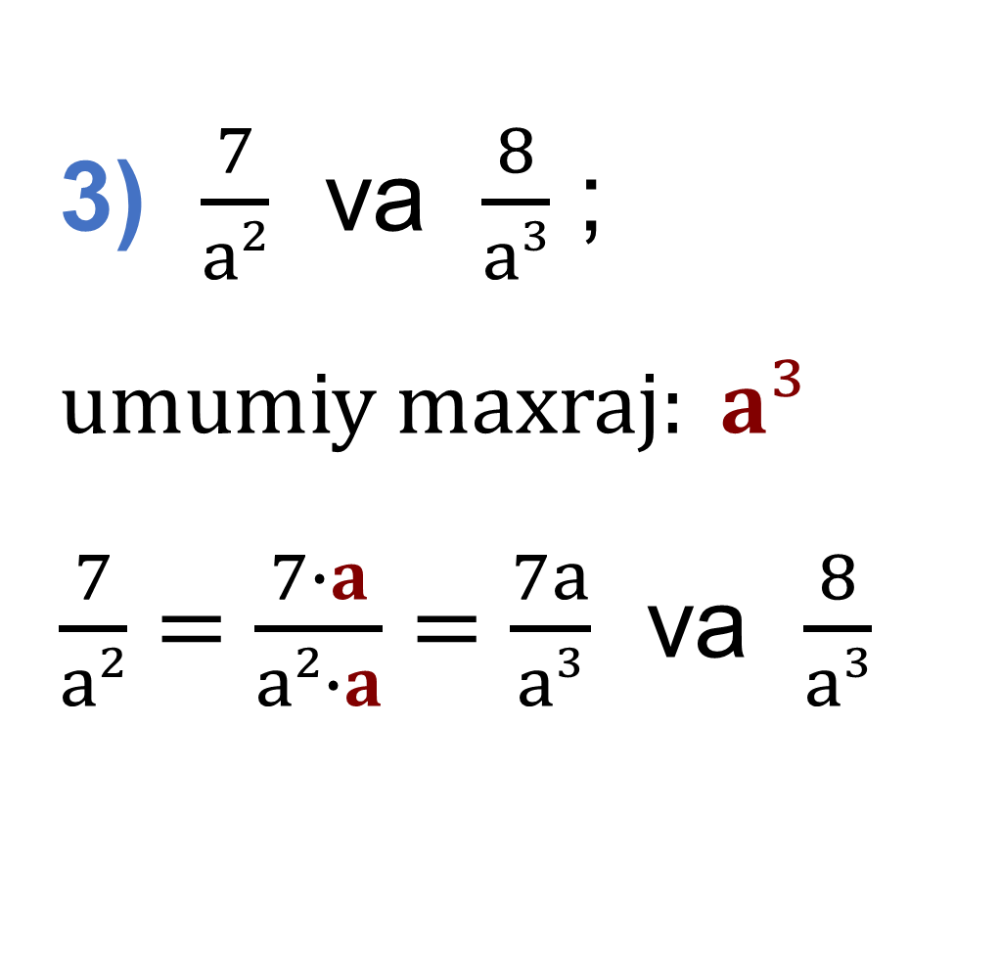 3) 7/a² va 8/a³ ;
umumiy maxraj: a³
7/a² = 7·a/a²·a = 7a/a³ va 8/a³